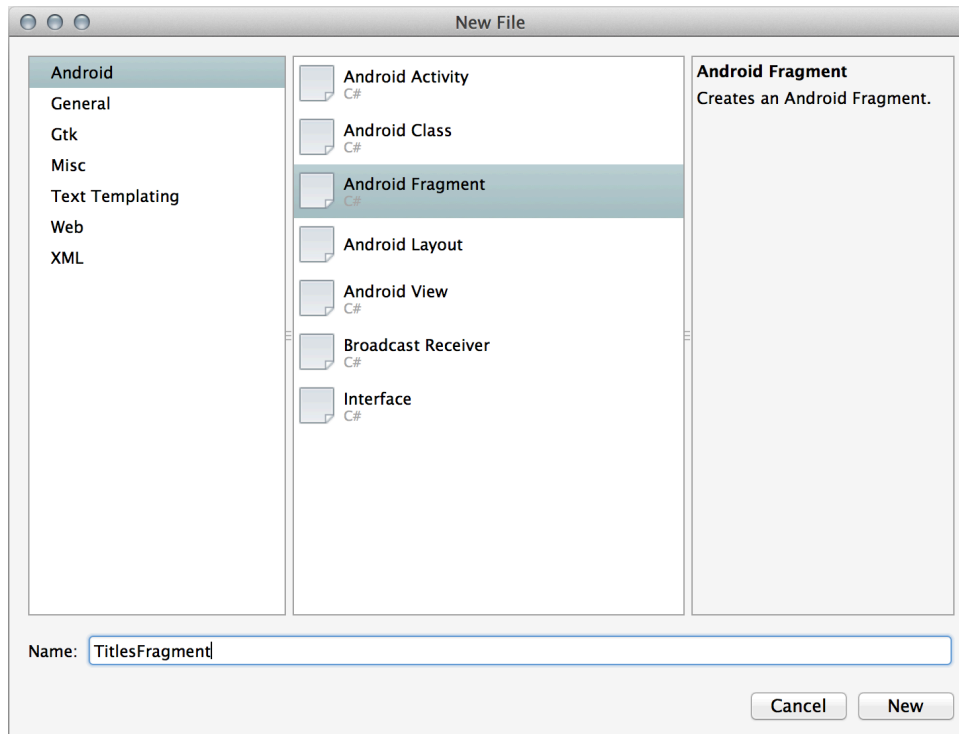 New File
Android
General
Gtk
Misc
Text Templating
Web
XML
Android Activity
C#
Android Class
C#
Android Fragment
C#
Android Layout
Android View
C#
Broadcast Receiver
C#
Interface
C#
Android Fragment
Creates an Android Fragment.
Name: TitlesFragment
Cancel New